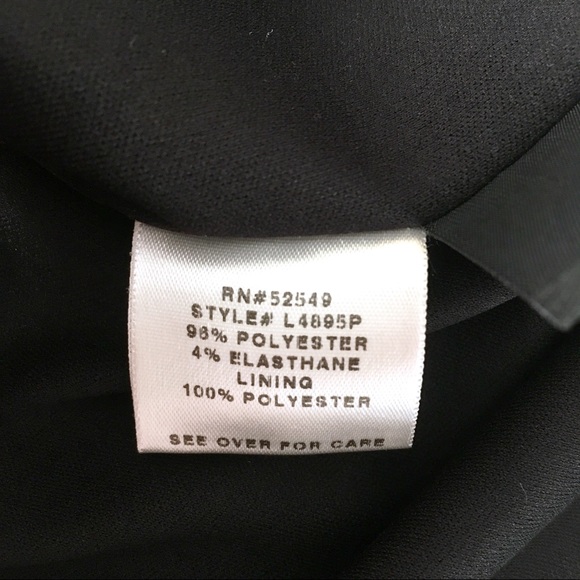 RN#52549
STYLE# L4895P
96% POLYESTER
4% ELASTHANE
LINING
100% POLYESTER
SEE OVER FOR CARE